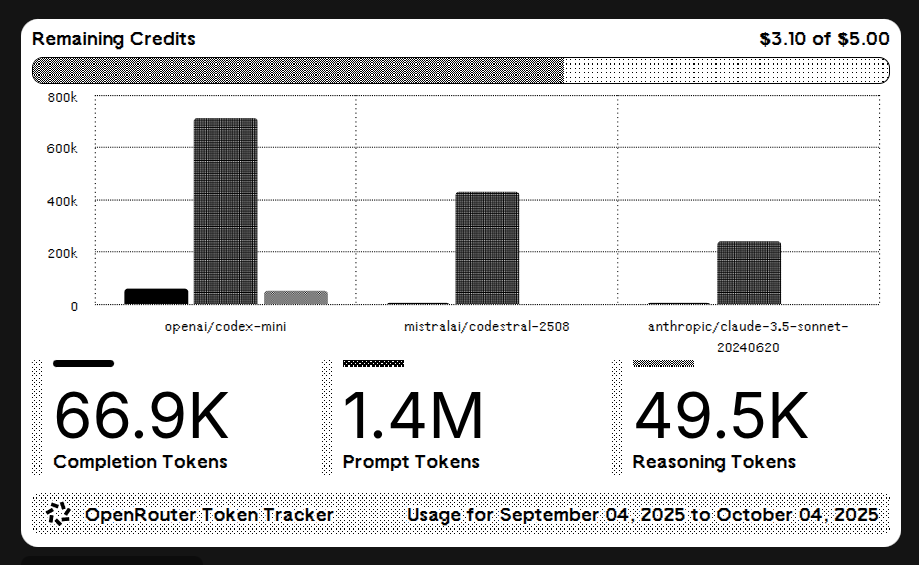 Remaining Credits $3.10 of $5.00
800k
600k
400k
200k
0
openai/codex-mini mistralai/codestral-2508 anthropic/claude-3.5-sonnet-
20240620
66.9K 1.4M 49.5K
Completion Tokens Prompt Tokens Reasoning Tokens
OpenRouter Token Tracker Usage for September 04, 2025 to October 04, 2025